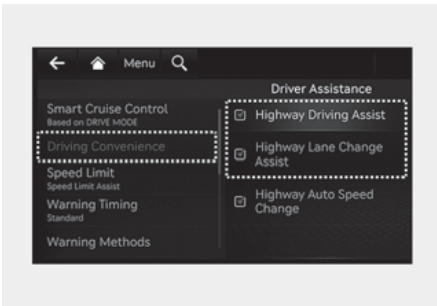 Menu
Driver Assistance
Smart Cruise Control
Based on DRIVE MODE
Driving Convenience
Speed Limit
Speed Limit Assist
Warning Timing
Standard
Warning Methods
Highway Driving Assist
Highway Lane Change
Assist
Highway Auto Speed
Change